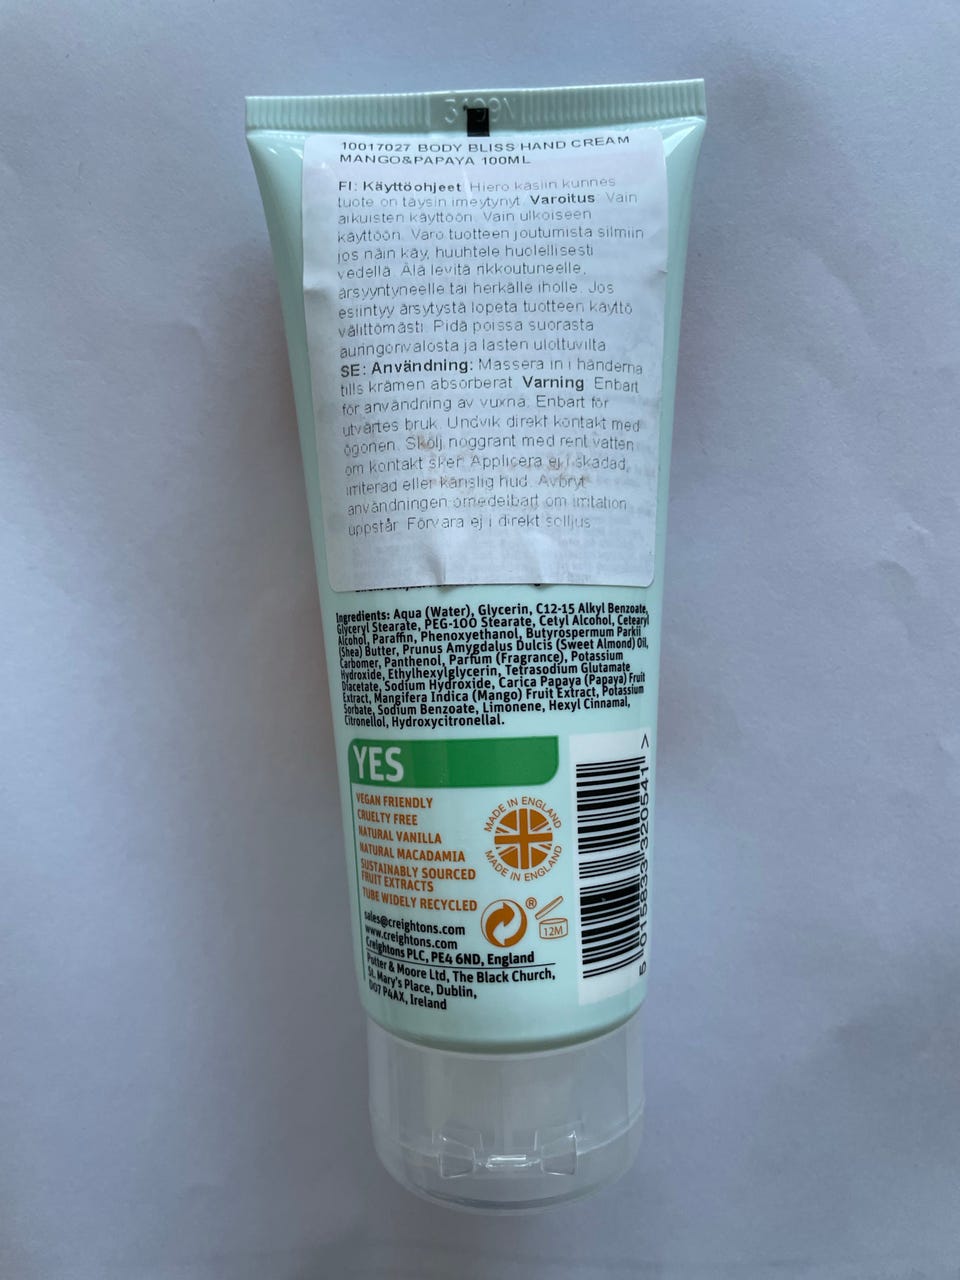 10017027 BODY BLISS HAND CREAM
MANGO&PAPAYA 100ML
FI: Käyttöohjeet Hiero käsiin kunnes
tuote on täysin imeytynyt. Varoitus: Vain
aikuisten käyttöön. Vain ulkoiseen
käyttöön. Varo tuotteen joutumista silmiin
jos näin käy, huuhtele huolellisesti
vedellä. Älä levitä rikkoutuneelle,
ärsyyntyneelle tai herkälle iholle. Jos
esiintyy ärsytystä lopeta tuotteen käyttö
välittömästi. Pidä poissa suorasta
auringonvalosta ja lasten ulottuvilta
SE: Användning: Massera in i händerna
tills krämen absorberat Varning Enbart
för användning av vuxna. Enbart för
utvärtes bruk. Undvik direkt kontakt med
ögonen. Skölj noggrant med rent vatten
om kontakt sker. Applicera ej i skadad,
irriterad eller känslig hud. Avbryt
användningen omedelbart om irritation
uppstår. Förvara ej i direkt solljus
Ingredients: Aqua (Water), Glycerin, C12-15 Alkyl Benzoate,
Glyceryl Stearate, PEG-100 Stearate, Cetyl Alcohol, Cetearyl
Alcohol, Paraffin, Phenoxyethanol, Butyrospermum Parkii
(Shea) Butter, Prunus Amygdalus Dulcis (Sweet Almond) Oil,
Carbomer, Panthenol, Parfum (Fragrance), Potassium
Hydroxide, Ethylhexylglycerin, Tetrasodium Glutamate
Diacetate, Sodium Hydroxide, Carica Papaya (Papaya) Fruit
Extract, Mangifera Indica (Mango) Fruit Extract, Potassium
Sorbate, Sodium Benzoate, Limonene, Hexyl Cinnamal,
Citronellol, Hydroxycitronellal.
YES
VEGAN FRIENDLY
CRUELTY FREE
NATURAL VANILLA
NATURAL MACADAMIA
SUSTAINABLY SOURCED
FRUIT EXTRACTS
TUBE WIDELY RECYCLED
MADE IN ENGLAND
MADE IN ENGLAND
®
12M
sales@creightons.com
www.creightons.com
Creightons PLC, PE4 6ND, England
Potter & Moore Ltd, The Black Church,
St. Mary's Place, Dublin,
D07 P4AX, Ireland
5 015833 320541 >